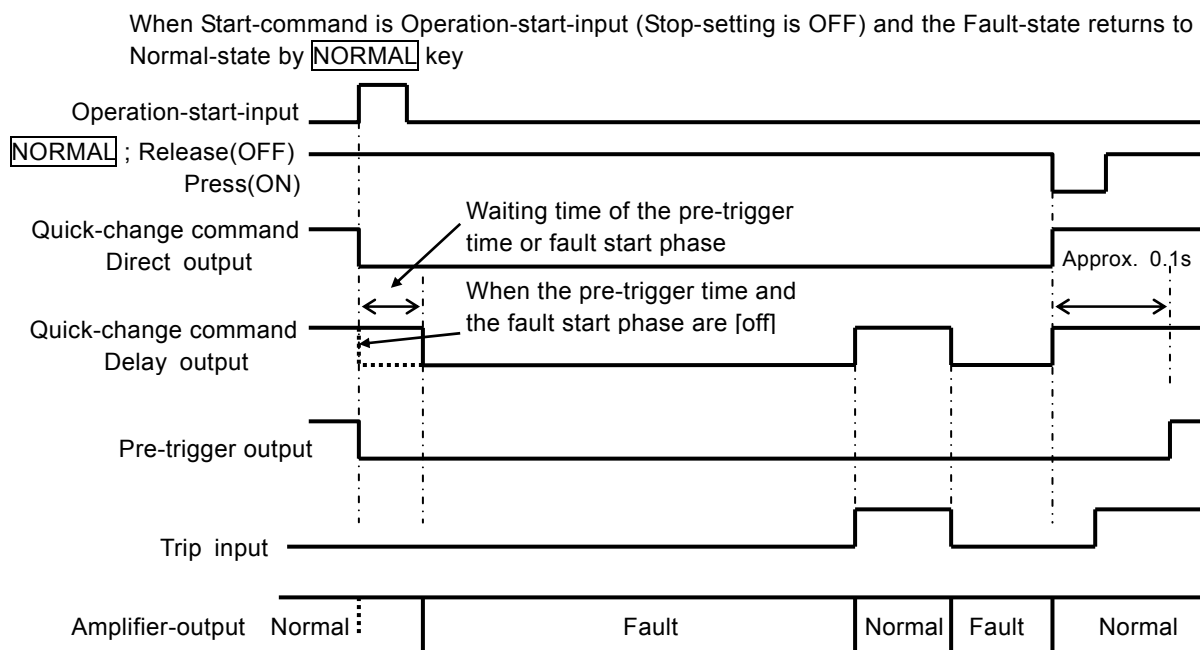 When Start-command is Operation-start-input (Stop-setting is OFF) and the Fault-state returns to
Normal-state by NORMAL key
Operation-start-input
NORMAL ; Release(OFF)
Press(ON)
Waiting time of the pre-trigger
time or fault start phase
Quick-change command
Direct output
Approx. 0.1s
When the pre-trigger time and
the fault start phase are [off]
Quick-change command
Delay output
Pre-trigger output
Trip input
Amplifier-output Normal Fault Normal Fault Normal